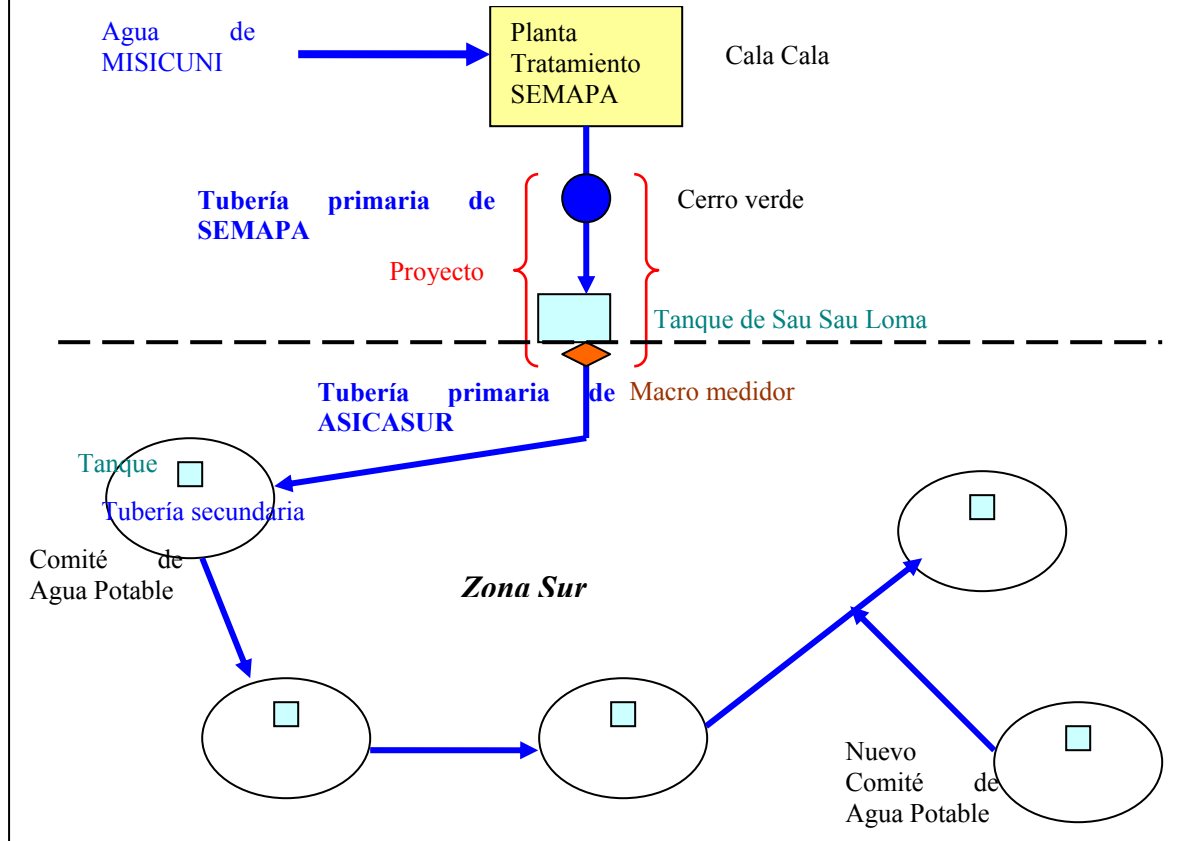 Agua de
MISICUNI
Planta
Tratamiento
SEMAPA
Cala Cala
Tubería primaria de
SEMAPA
Cerro verde
Proyecto
Tanque de Sau Sau Loma
Tubería primaria de
ASICASUR
Macro medidor
Tanque
Tubería secundaria
Comité de
Agua Potable
Zona Sur
Nuevo
Comité de
Agua Potable